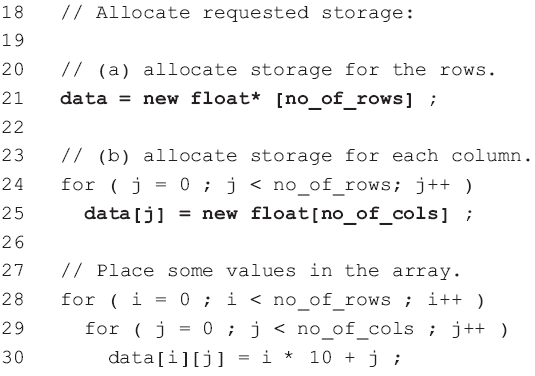 18 // Allocate requested storage:
19
20 // (a) allocate storage for the rows.
21 data = new float* [no_of_rows] ;
22
23 // (b) allocate storage for each column.
24 for ( j = 0 ; j < no_of_rows; j++ )
25 data[j] = new float[no_of_cols] ;
26
27 // Place some values in the array.
28 for ( i = 0 ; i < no_of_rows ; i++ )
29 for ( j = 0 ; j < no_of_cols ; j++ )
30 data[i][j] = i * 10 + j ;